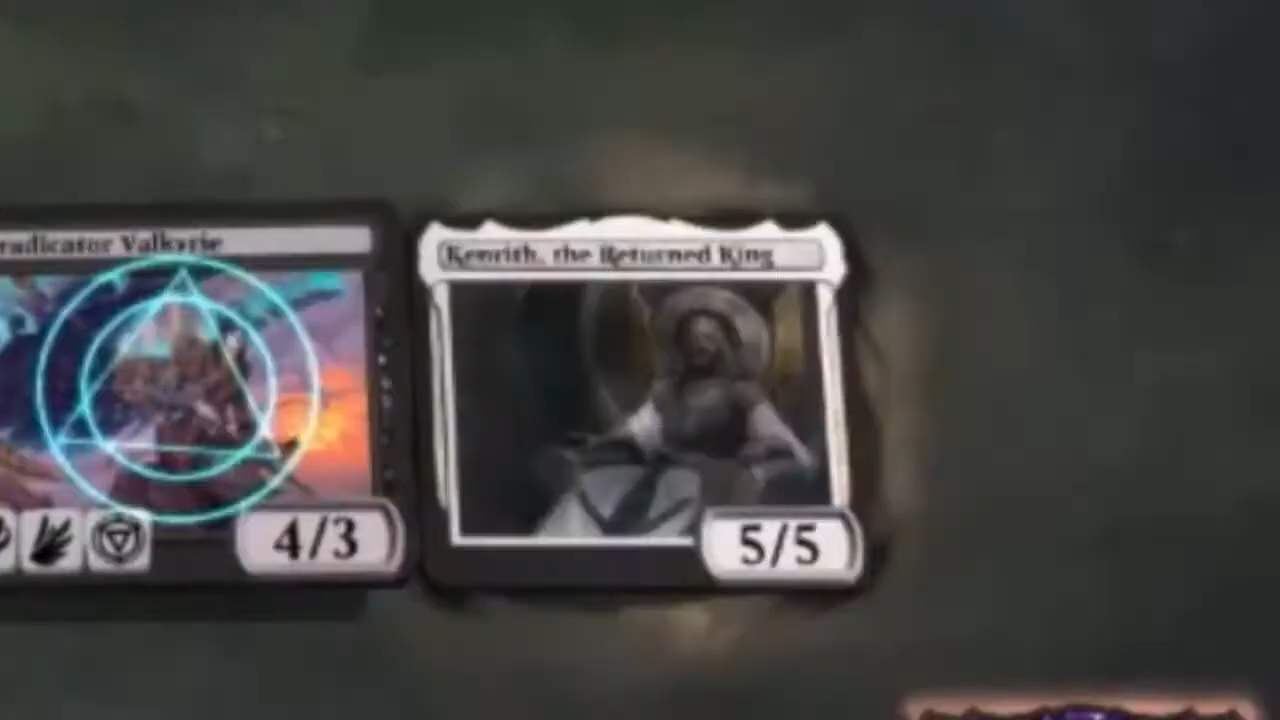 radicator Valkyrie
Kenrith, the Returned King
4/3
5/5